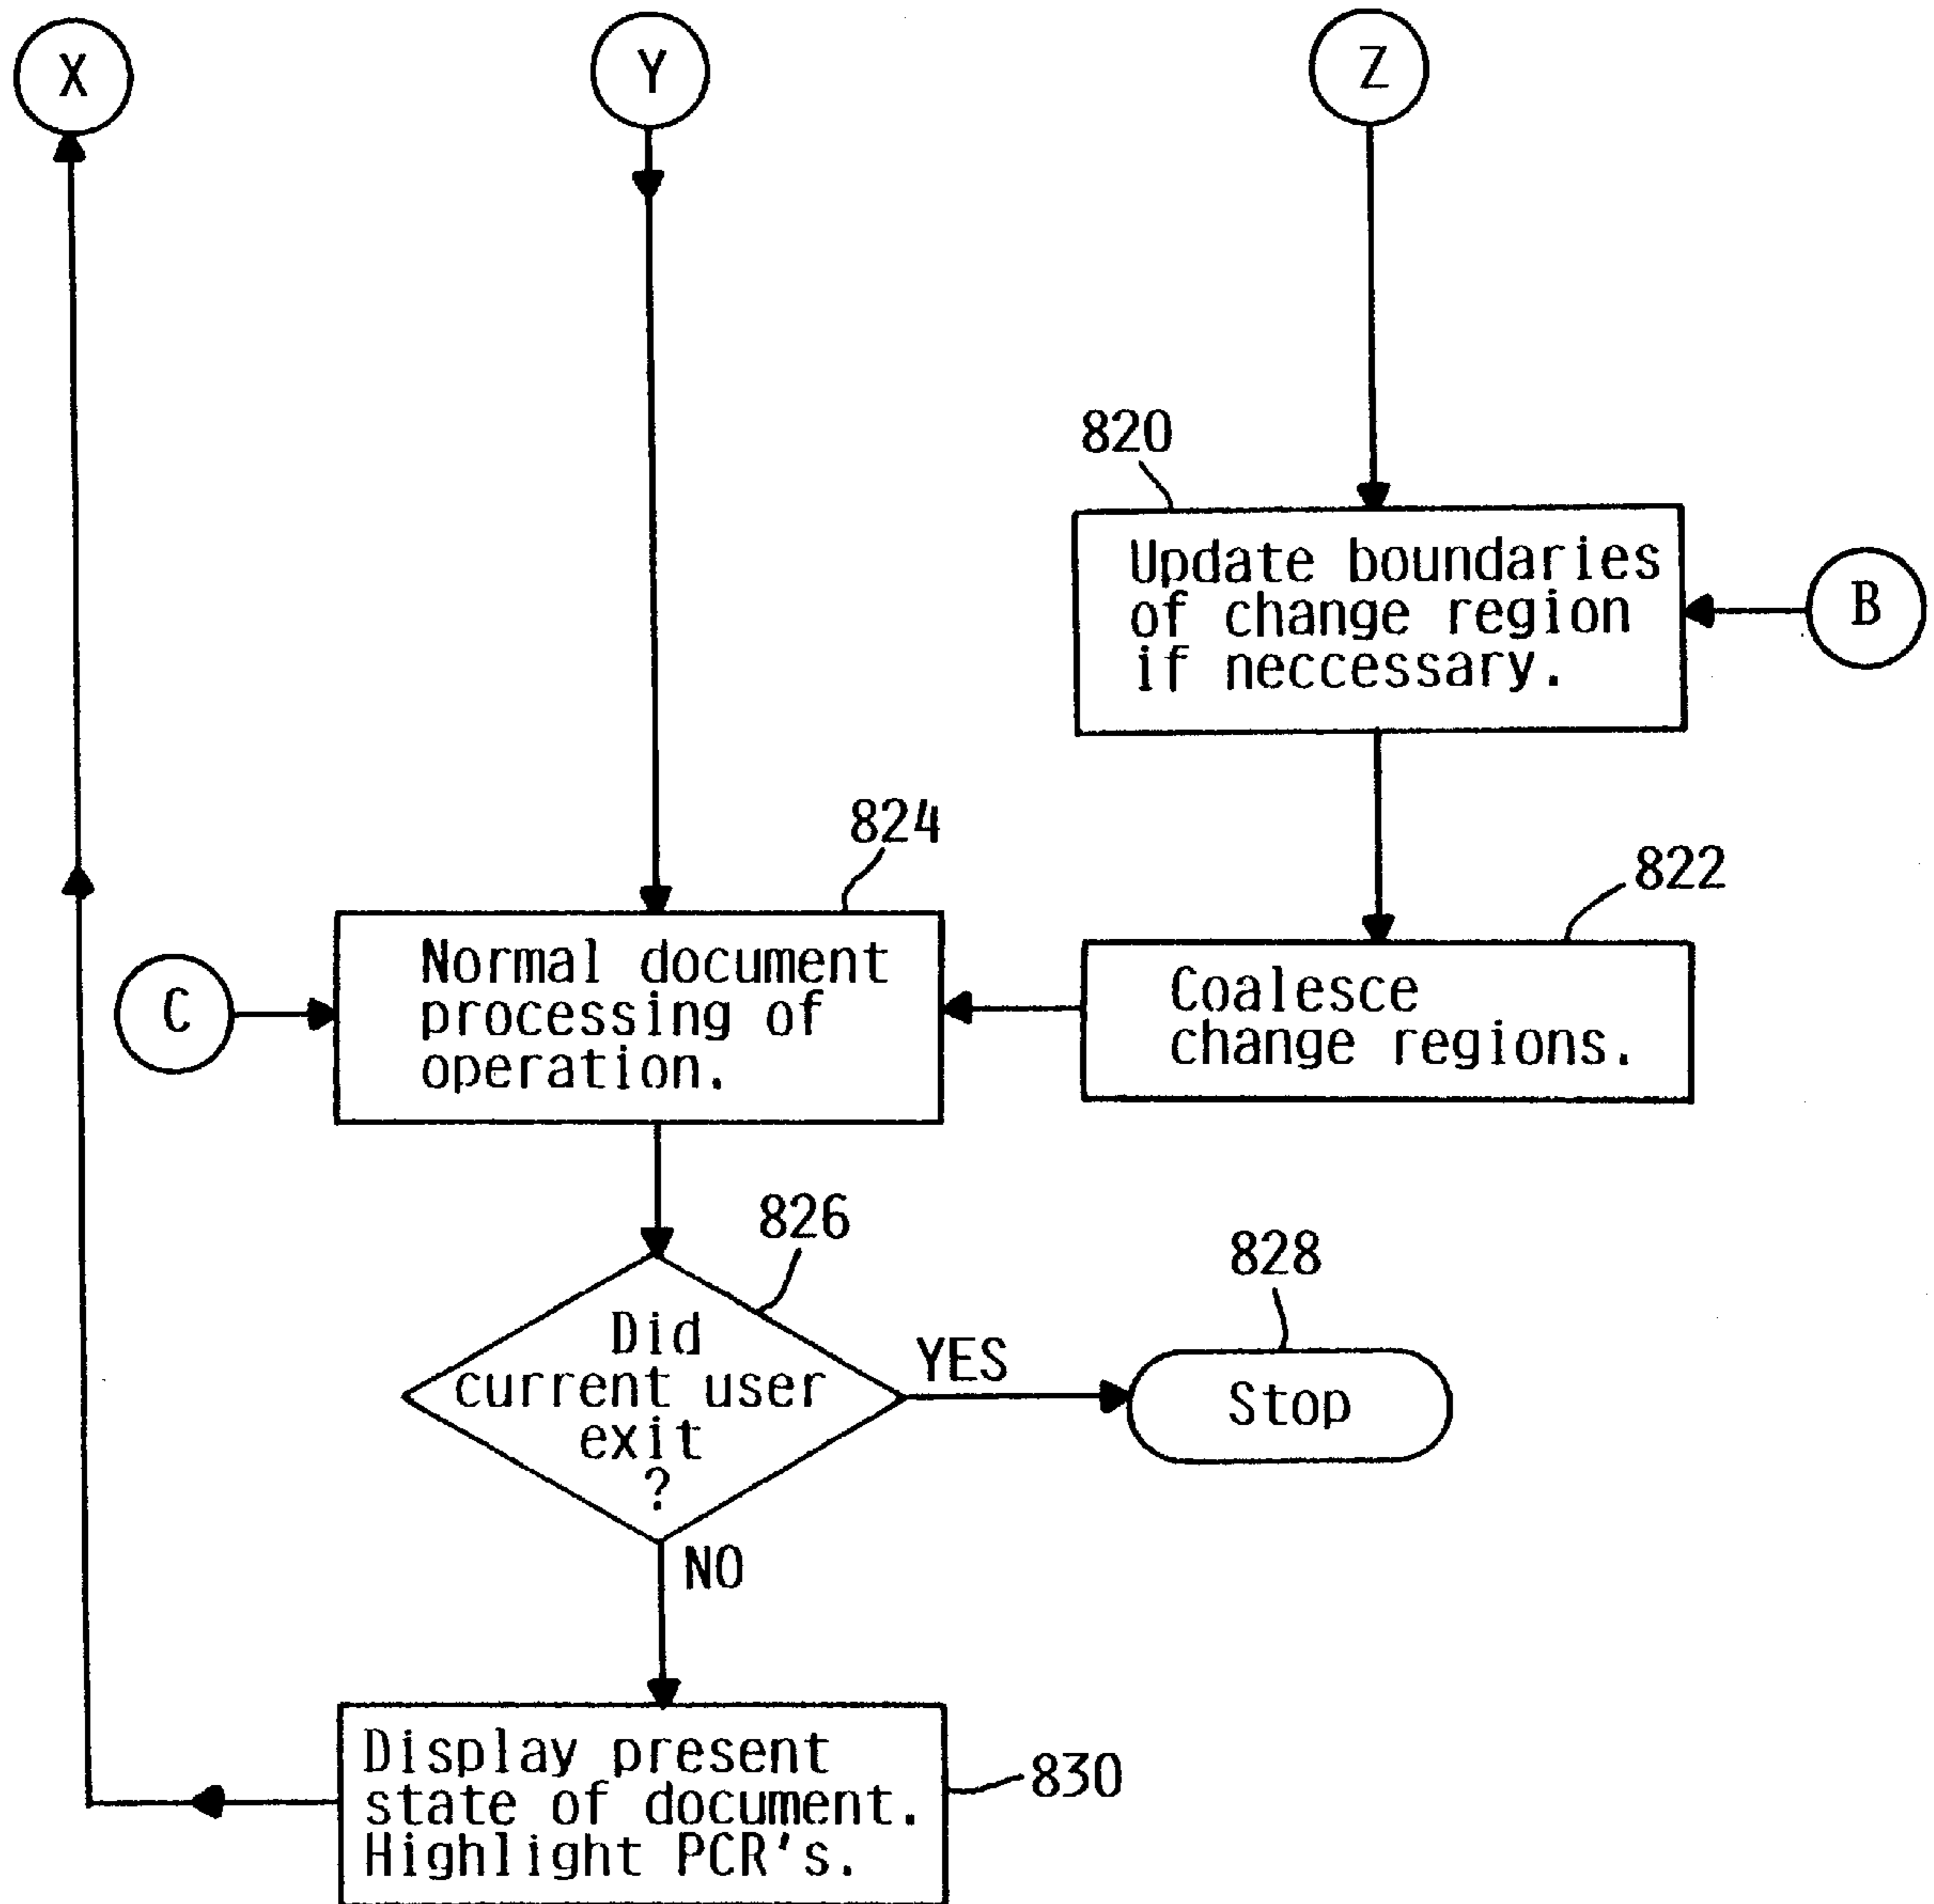 X
Y
Z
820
Update boundaries
of change region
if neccessary.
B
824
822
Normal document
processing of
operation.
C
Coalesce
change regions.
826
828
Did
current user
exit
?
YES
Stop
NO
Display present
state of document.
Highlight PCR's.
830